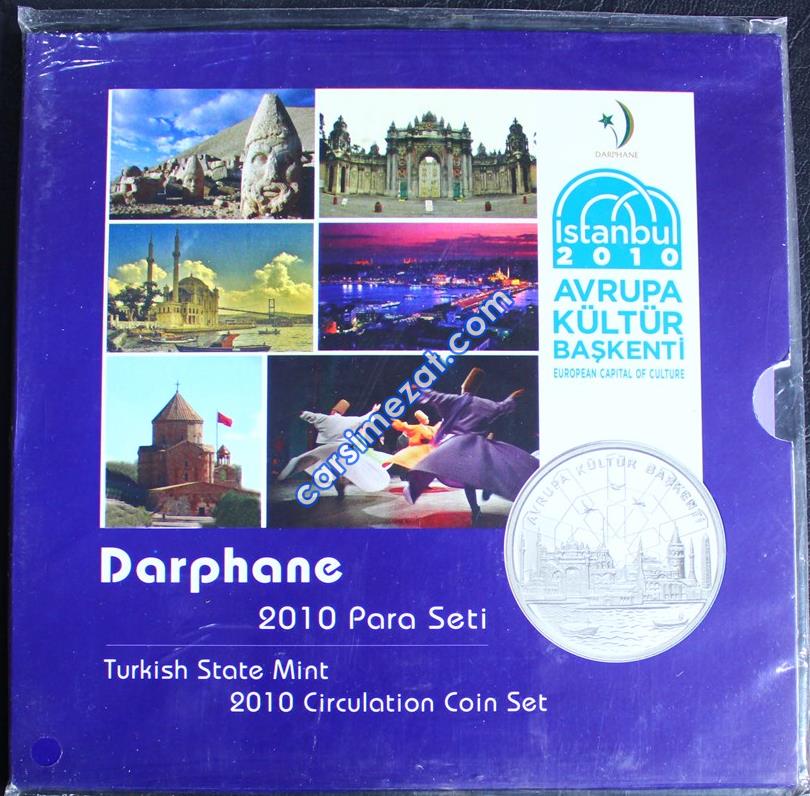 DARPHANE
istanbul
2010
AVRUPA
KÜLTÜR
BAŞKENTİ
EUROPEAN CAPITAL OF CULTURE
carsimezat.com
AVRUPA KÜLTÜR BAŞKENTİ
Darphane
2010 Para Seti
Turkish State Mint
2010 Circulation Coin Set